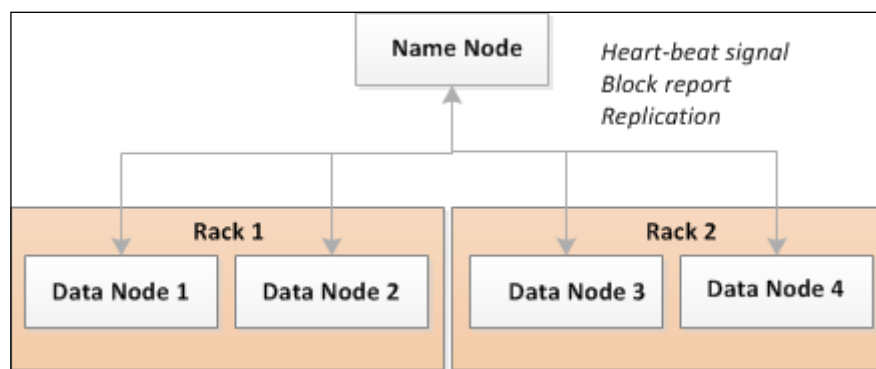 Name Node
Heart-beat signal
Block report
Replication
Rack 1
Rack 2
Data Node 1
Data Node 2
Data Node 3
Data Node 4